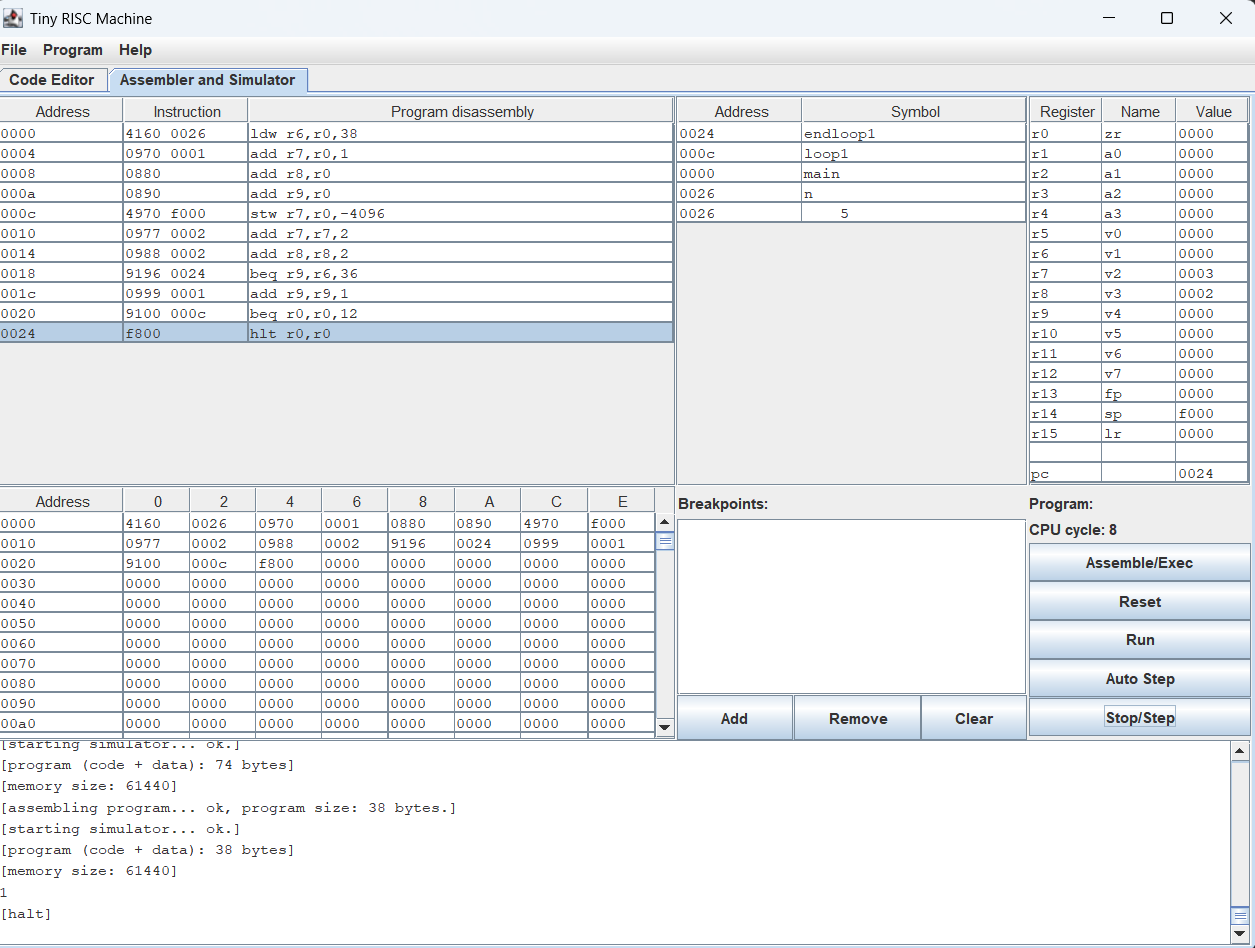 Tiny RISC Machine
File Program Help
Code Editor Assembler and Simulator
Address Instruction Program disassembly
0000 4160 0026 ldw r6,r0,38
0004 0970 0001 add r7,r0,1
0008 0880 add r8,r0
000a 0890 add r9,r0
000c 4970 f000 stw r7,r0,-4096
0010 0977 0002 add r7,r7,2
0014 0988 0002 add r8,r8,2
0018 9196 0024 beq r9,r6,36
001c 0999 0001 add r9,r9,1
0020 9100 000c beq r0,r0,12
0024 f800 hlt r0,r0
Address Symbol
0024 endloop1
000c loop1
0000 main
0026 n
0026 5
Register Name Value
r0 zr 0000
r1 a0 0000
r2 a1 0000
r3 a2 0000
r4 a3 0000
r5 v0 0000
r6 v1 0000
r7 v2 0003
r8 v3 0002
r9 v4 0000
r10 v5 0000
r11 v6 0000
r12 v7 0000
r13 fp 0000
r14 sp f000
r15 lr 0000
pc 0024
Address 0 2 4 6 8 A C E
0000 4160 0026 0970 0001 0880 0890 4970 f000
0010 0977 0002 0988 0002 9196 0024 0999 0001
0020 9100 000c f800 0000 0000 0000 0000 0000
0030 0000 0000 0000 0000 0000 0000 0000 0000
0040 0000 0000 0000 0000 0000 0000 0000 0000
0050 0000 0000 0000 0000 0000 0000 0000 0000
0060 0000 0000 0000 0000 0000 0000 0000 0000
0070 0000 0000 0000 0000 0000 0000 0000 0000
0080 0000 0000 0000 0000 0000 0000 0000 0000
0090 0000 0000 0000 0000 0000 0000 0000 0000
00a0 0000 0000 0000 0000 0000 0000 0000 0000
Breakpoints:
Add Remove Clear
Program:
CPU cycle: 8
Assemble/Exec
Reset
Run
Auto Step
Stop/Step
[starting simulator... ok.]
[program (code + data): 74 bytes]
[memory size: 61440]
[assembling program... ok, program size: 38 bytes.]
[starting simulator... ok.]
[program (code + data): 38 bytes]
[memory size: 61440]
1
[halt]